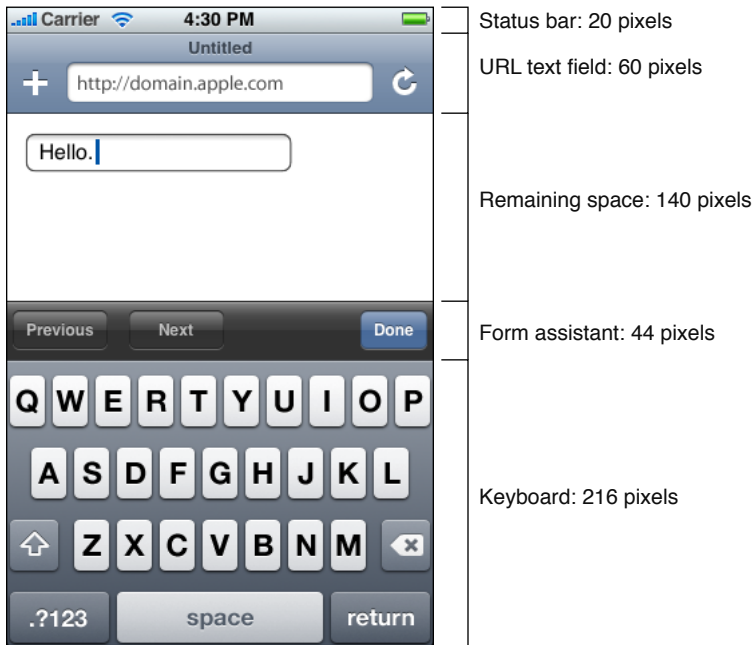 Carrier 4:30 PM
Status bar: 20 pixels
Untitled
http://domain.apple.com
URL text field: 60 pixels
Hello.
Remaining space: 140 pixels
Previous Next Done
Form assistant: 44 pixels
Q W E R T Y U I O P
A S D F G H J K L
Keyboard: 216 pixels
Z X C V B N M
.?123 space return